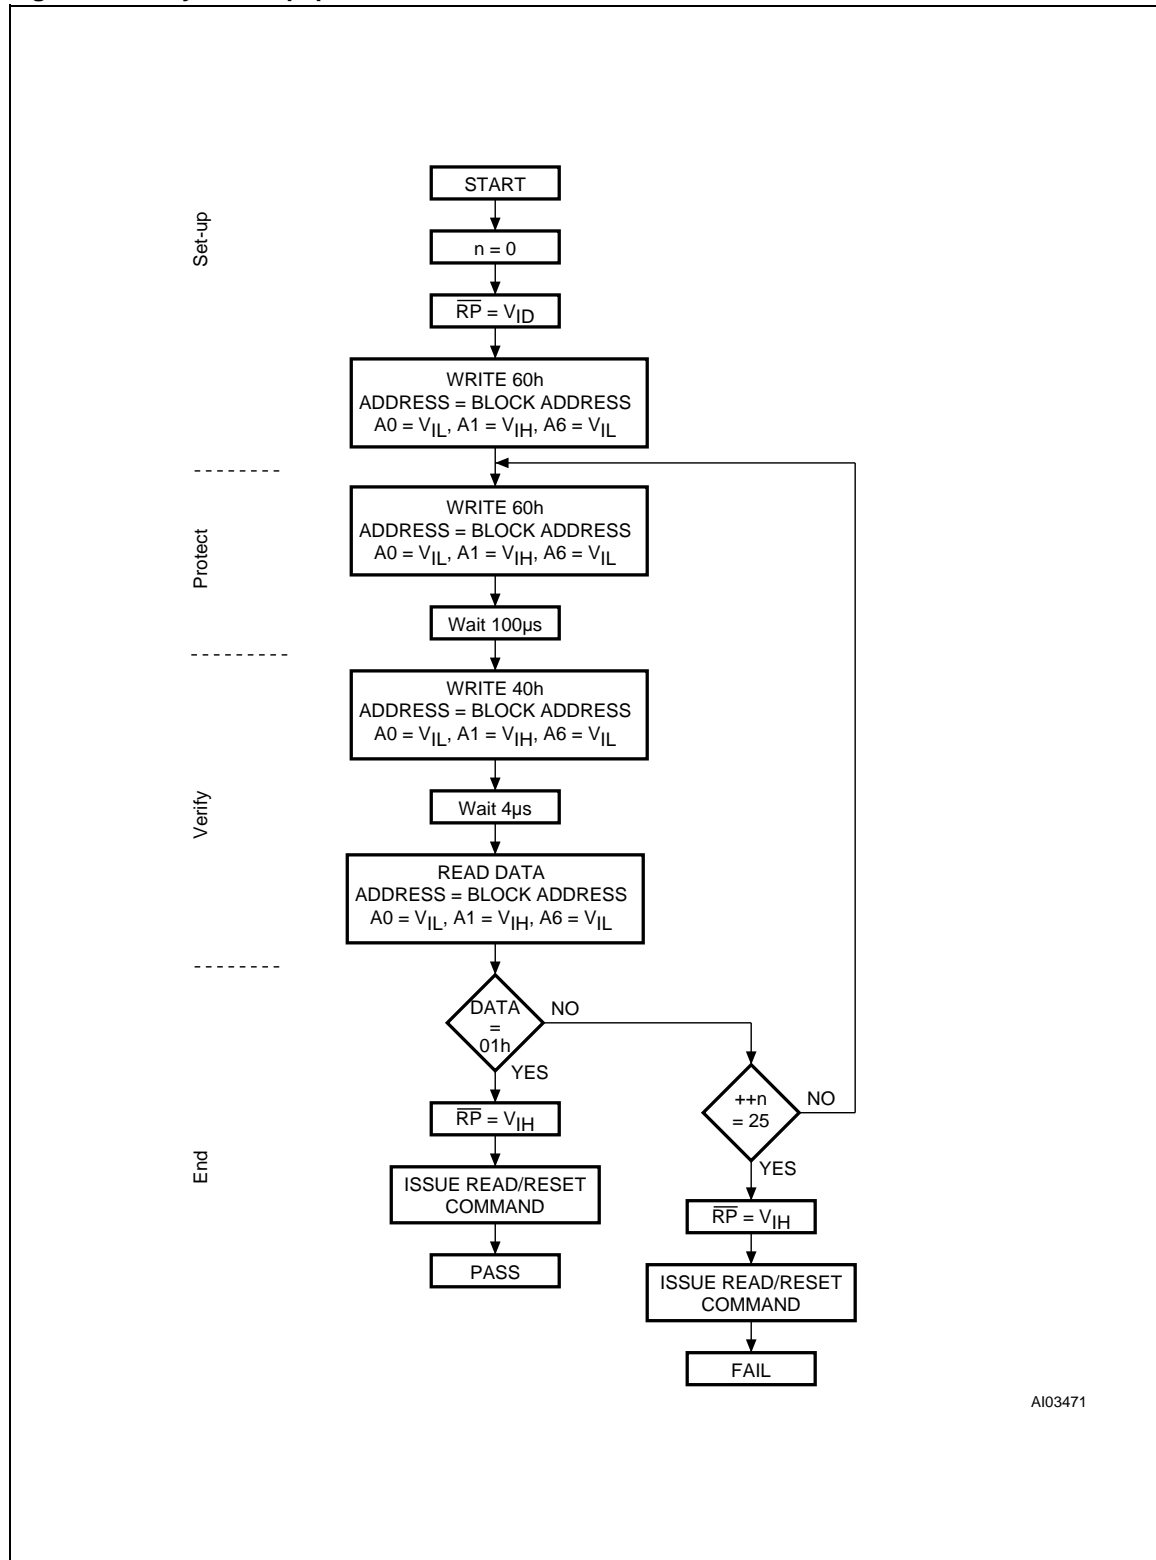 START
Set-up
n = 0
RP = VID
WRITE 60h
ADDRESS = BLOCK ADDRESS
A0 = VIL, A1 = VIH, A6 = VIL
Protect
WRITE 60h
ADDRESS = BLOCK ADDRESS
A0 = VIL, A1 = VIH, A6 = VIL
Wait 100µs
WRITE 40h
ADDRESS = BLOCK ADDRESS
A0 = VIL, A1 = VIH, A6 = VIL
Verify
Wait 4µs
READ DATA
ADDRESS = BLOCK ADDRESS
A0 = VIL, A1 = VIH, A6 = VIL
DATA
=
01h
NO
YES
++n
= 25
NO
YES
End
RP = VIH
ISSUE READ/RESET
COMMAND
PASS
RP = VIH
ISSUE READ/RESET
COMMAND
FAIL
AI03471